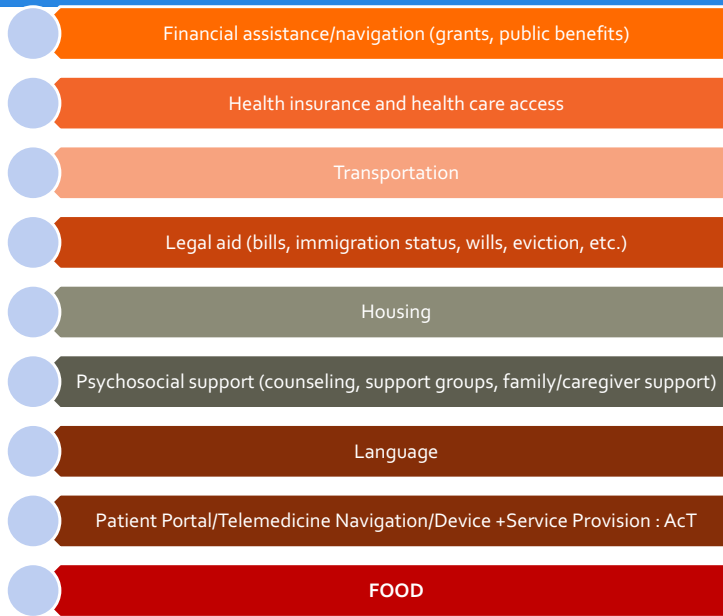 Financial assistance/navigation (grants, public benefits)
Health insurance and health care access
Transportation
Legal aid (bills, immigration status, wills, eviction, etc.)
Housing
Psychosocial support (counseling, support groups, family/caregiver support)
Language
Patient Portal/Telemedicine Navigation/Device +Service Provision : AcT
FOOD